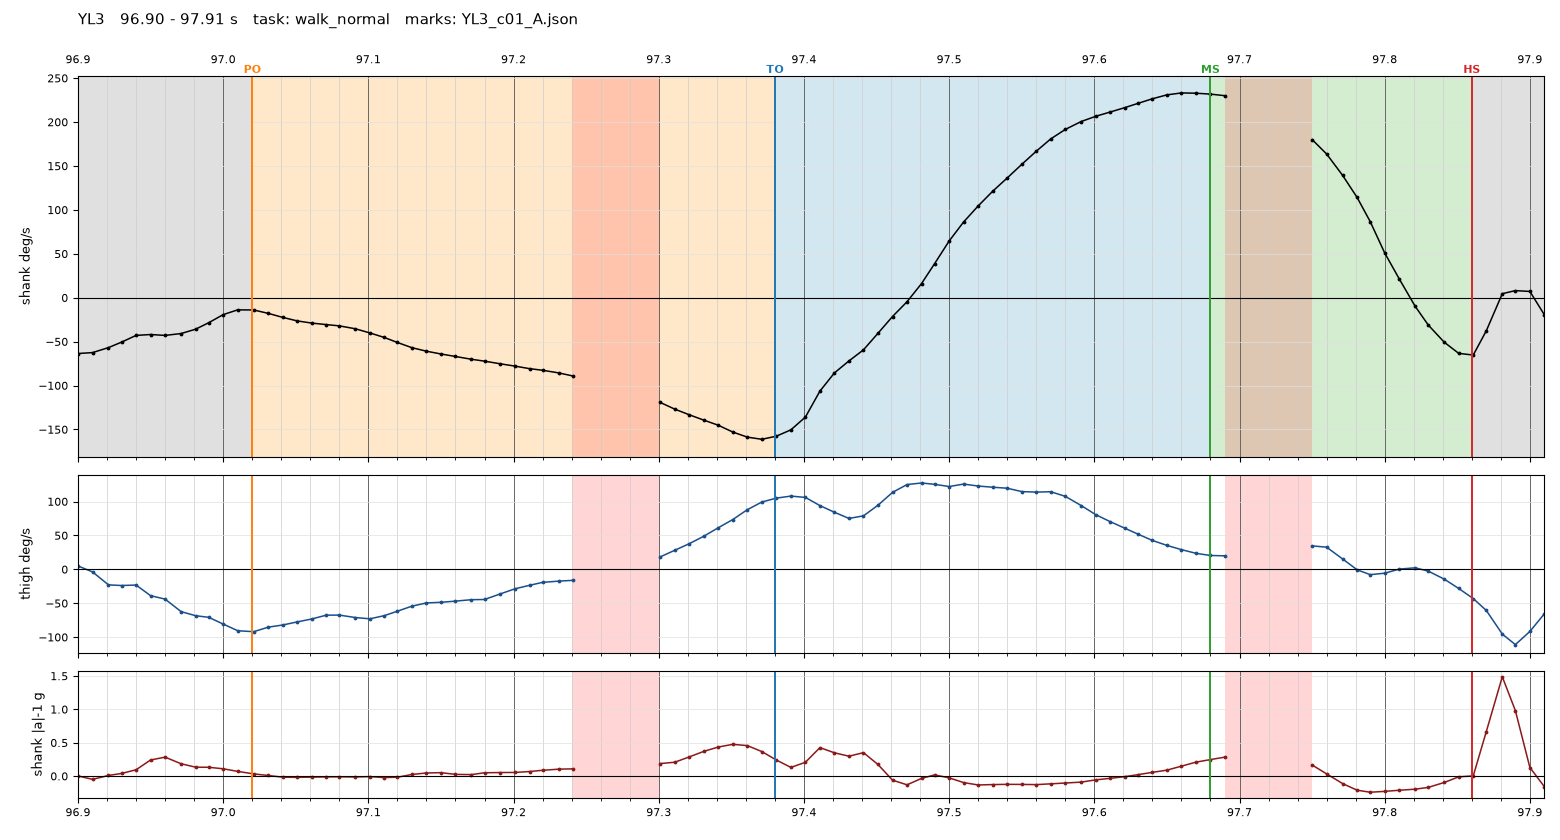 YL3 96.90 - 97.91 s task: walk_normal marks: YL3_c01_A.json
96.9 97.0 97.1 97.2 97.3 97.4 97.5 97.6 97.7 97.8 97.9
PO TO MS HS
250
200
150
100
50
0
−50
−100
−150
shank deg/s
100
50
0
−50
−100
thigh deg/s
1.5
1.0
0.5
0.0
shank |a|-1 g
96.9 97.0 97.1 97.2 97.3 97.4 97.5 97.6 97.7 97.8 97.9